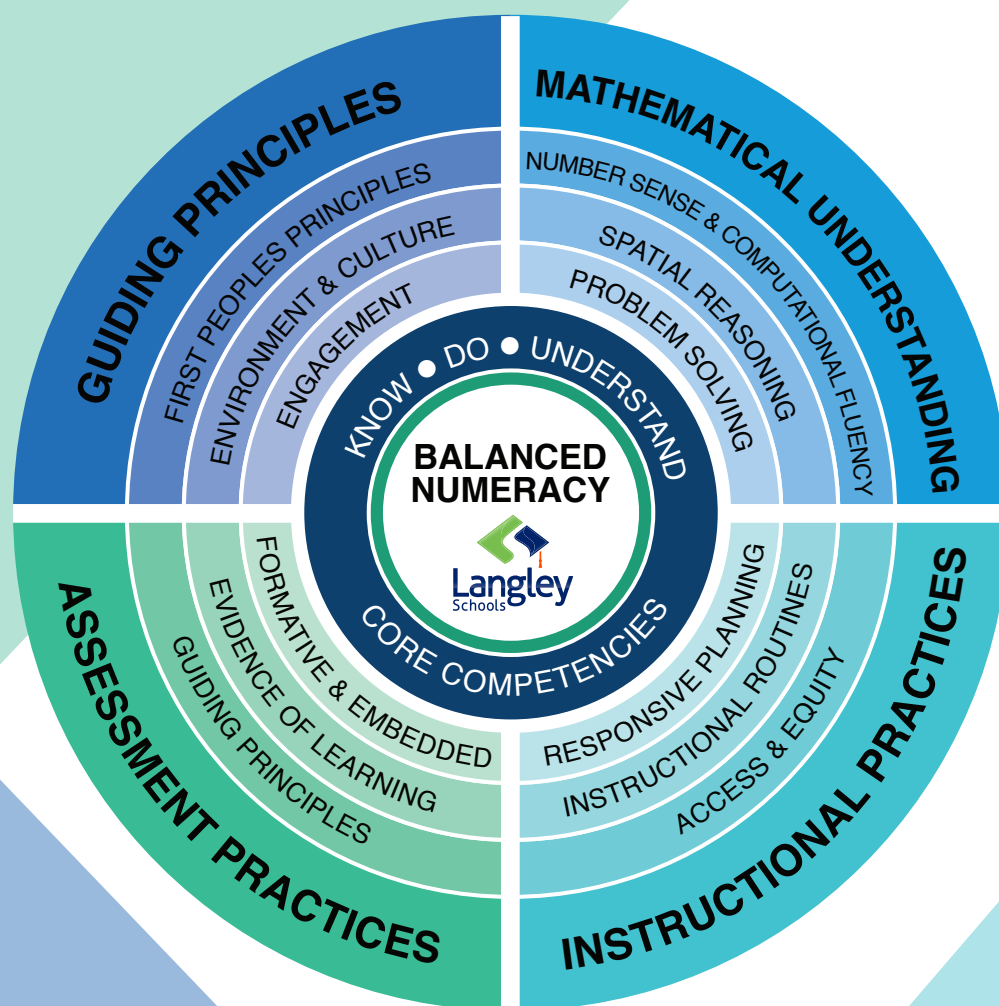 GUIDING PRINCIPLES
FIRST PEOPLES PRINCIPLES
ENVIRONMENT & CULTURE
ENGAGEMENT
MATHEMATICAL UNDERSTANDING
NUMBER SENSE & COMPUTATIONAL FLUENCY
SPATIAL REASONING
PROBLEM SOLVING
KNOW • DO • UNDERSTAND
BALANCED
NUMERACY
Langley
Schools
CORE COMPETENCIES
FORMATIVE & EMBEDDED
EVIDENCE OF LEARNING
GUIDING PRINCIPLES
ASSESSMENT PRACTICES
RESPONSIVE PLANNING
INSTRUCTIONAL ROUTINES
ACCESS & EQUITY
INSTRUCTIONAL PRACTICES